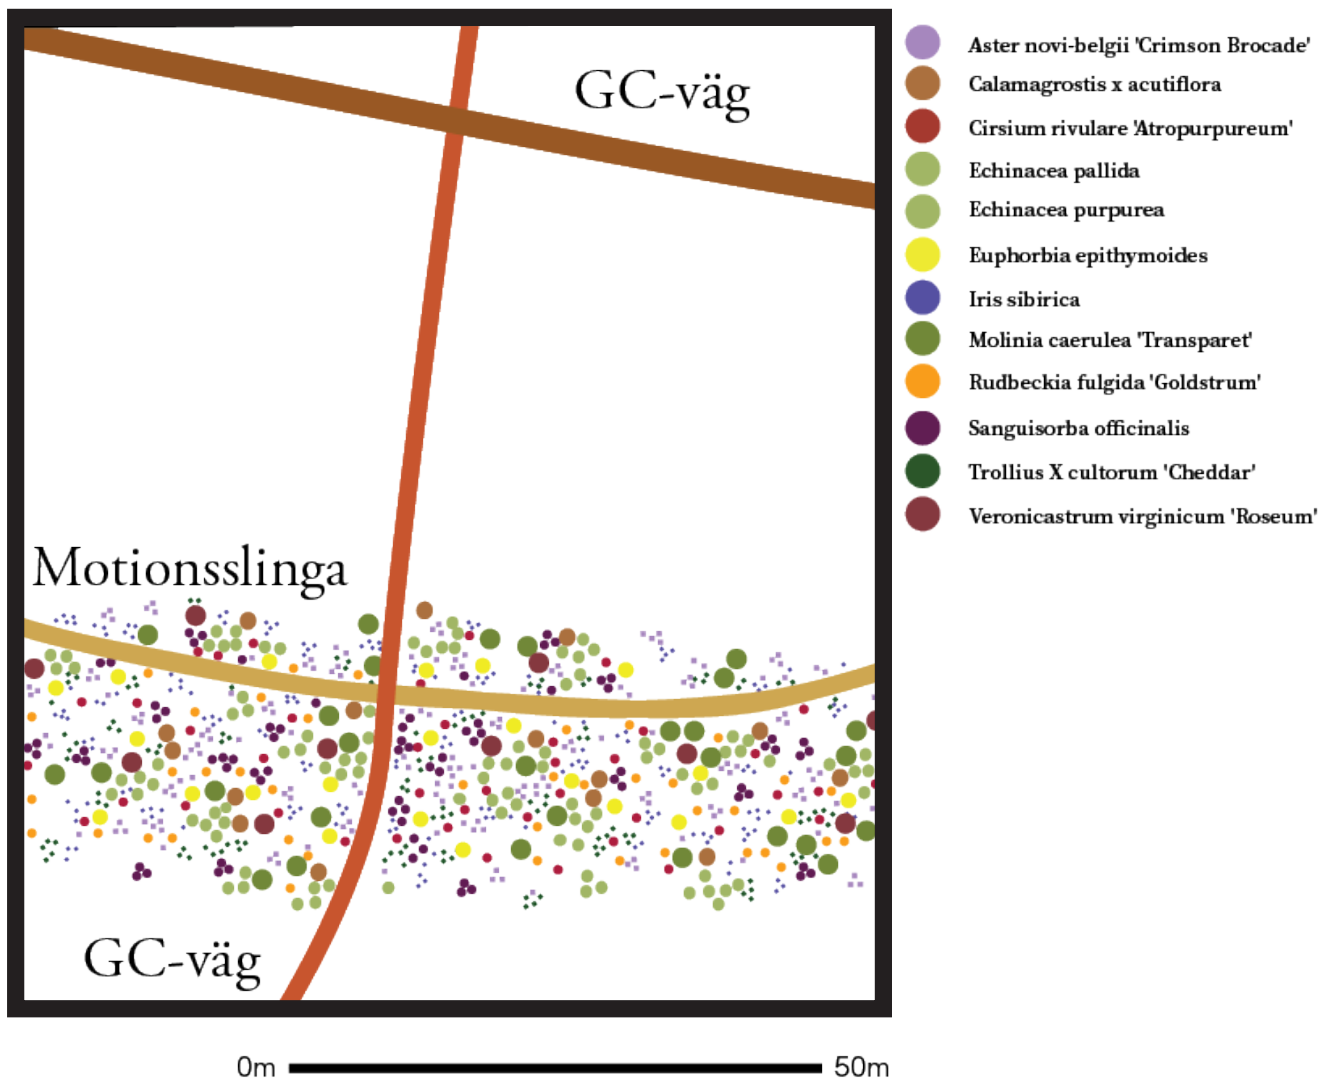 GC-väg
Motionsslinga
GC-väg
Aster novi-belgii 'Crimson Brocade'
Calamagrostis x acutiflora
Cirsium rivulare 'Atropurpureum'
Echinacea pallida
Echinacea purpurea
Euphorbia epithymoides
Iris sibirica
Molinia caerulea 'Transparet'
Rudbeckia fulgida 'Goldstrum'
Sanguisorba officinalis
Trollius X cultorum 'Cheddar'
Veronicastrum virginicum 'Roseum'
0m 50m